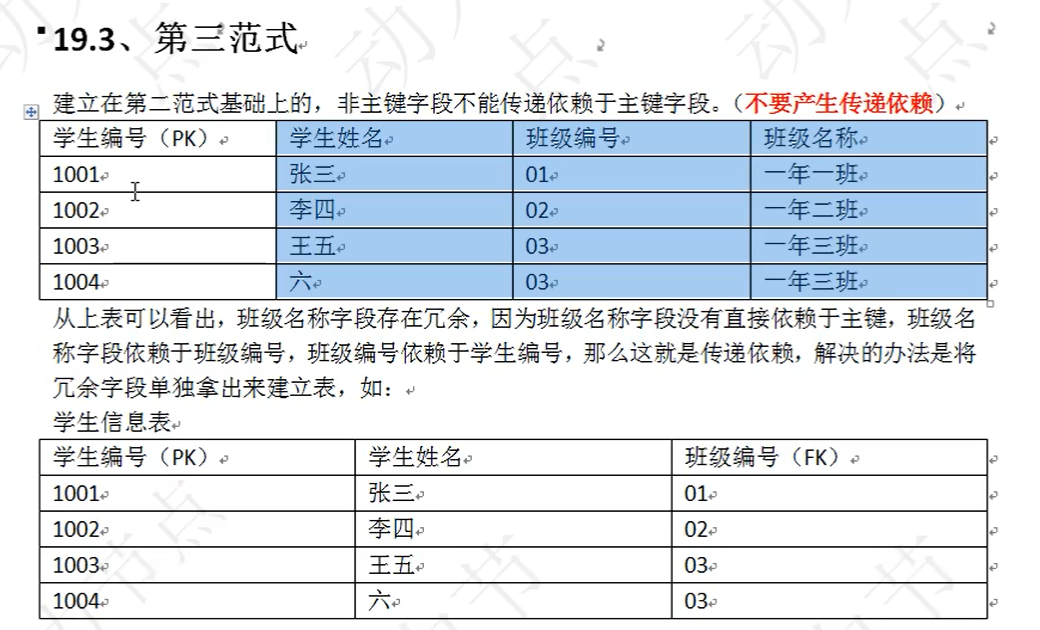 19.3、第三范式
建立在第二范式基础上的，非主键字段不能传递依赖于主键字段。（不要产生传递依赖）
学生编号（PK） 学生姓名 班级编号 班级名称
1001 张三 01 一年一班
1002 李四 02 一年二班
1003 王五 03 一年三班
1004 六 03 一年三班
从上表可以看出，班级名称字段存在冗余，因为班级名称字段没有直接依赖于主键，班级名
称字段依赖于班级编号，班级编号依赖于学生编号，那么这就是传递依赖，解决的办法是将
冗余字段单独拿出来建立表，如：
学生信息表
学生编号（PK） 学生姓名 班级编号（FK）
1001 张三 01
1002 李四 02
1003 王五 03
1004 六 03